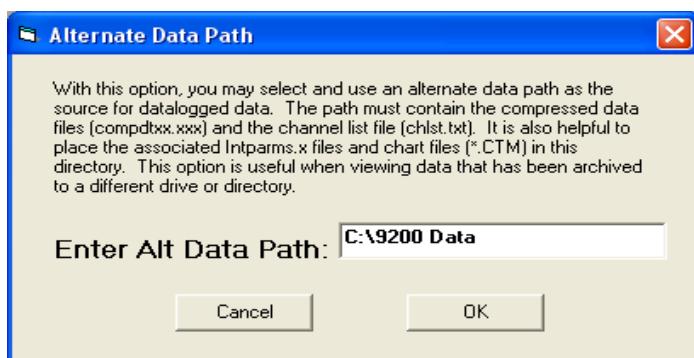 Alternate Data Path
With this option, you may select and use an alternate data path as the
source for datalogged data.  The path must contain the compressed data
files (compdtxx.xxx) and the channel list file (chlst.txt).  It is also helpful to
place the associated Intparms.x files and chart files (*.CTM) in this
directory.  This option is useful when viewing data that has been archived
to a different drive or directory.
Enter Alt Data Path: C:\9200 Data
Cancel OK